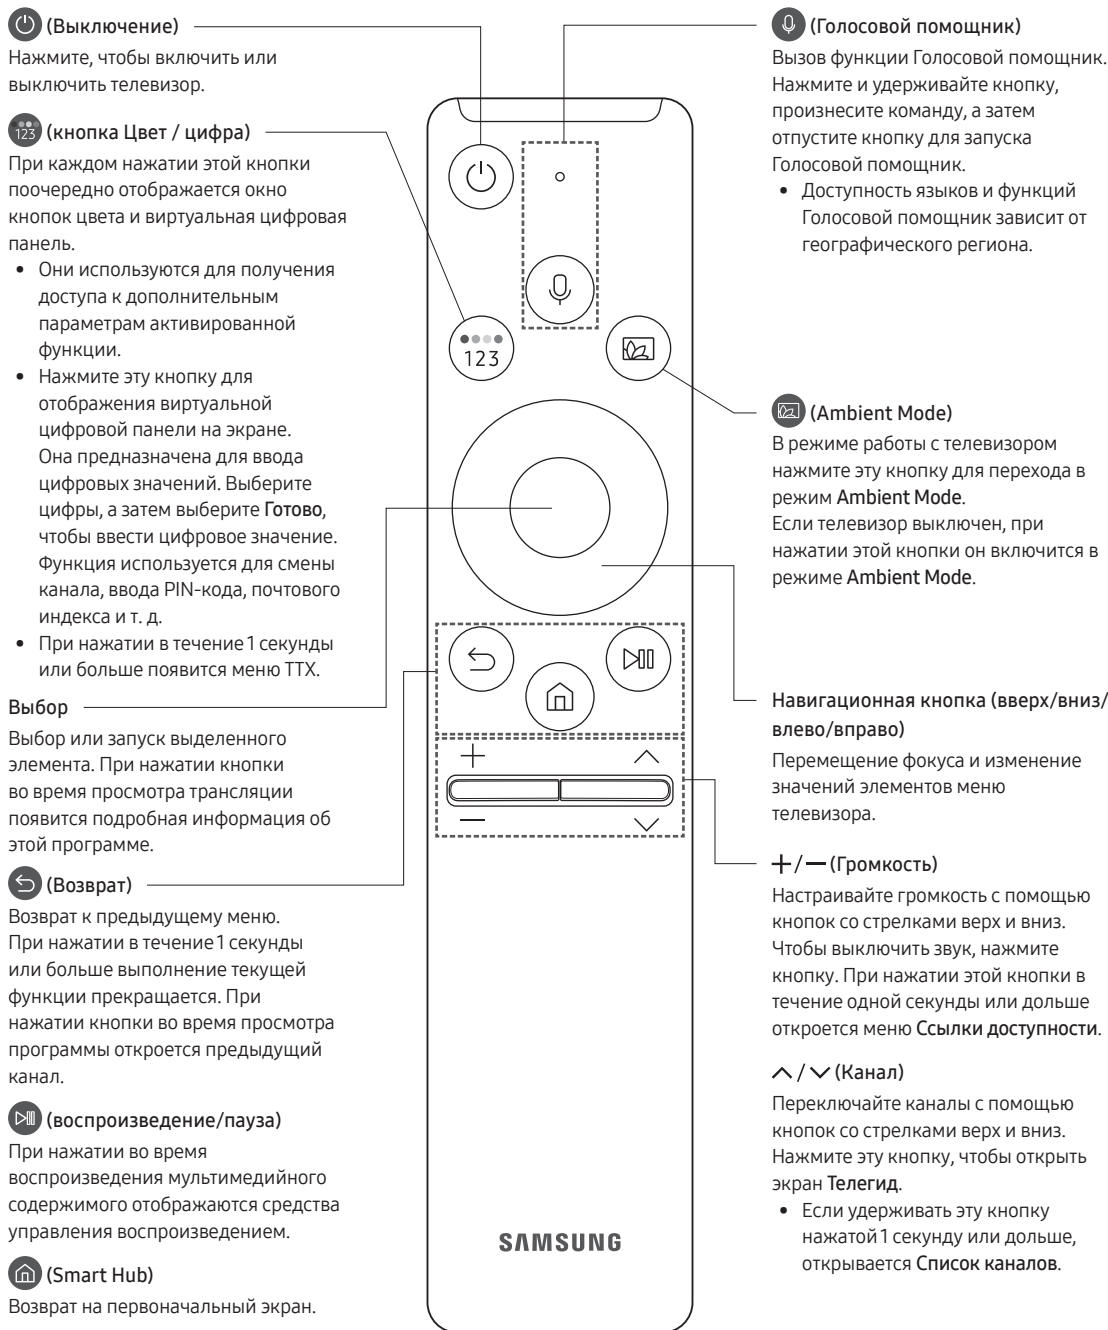 (Выключение)
Нажмите, чтобы включить или
выключить телевизор.
123 (кнопка Цвет / цифра)
При каждом нажатии этой кнопки
поочередно отображается окно
кнопок цвета и виртуальная цифровая
панель.
• Они используются для получения
доступа к дополнительным
параметрам активированной
функции.
• Нажмите эту кнопку для
отображения виртуальной
цифровой панели на экране.
Она предназначена для ввода
цифровых значений. Выберите
цифры, а затем выберите Готово,
чтобы ввести цифровое значение.
Функция используется для смены
канала, ввода PIN-кода, почтового
индекса и т. д.
• При нажатии в течение 1 секунды
или больше появится меню TTX.
Выбор
Выбор или запуск выделенного
элемента. При нажатии кнопки
во время просмотра трансляции
появится подробная информация об
этой программе.
(Возврат)
Возврат к предыдущему меню.
При нажатии в течение 1 секунды
или больше выполнение текущей
функции прекращается. При
нажатии кнопки во время просмотра
программы откроется предыдущий
канал.
(воспроизведение/пауза)
При нажатии во время
воспроизведения мультимедийного
содержимого отображаются средства
управления воспроизведением.
(Smart Hub)
Возврат на первоначальный экран.
123
SAMSUNG
(Голосовой помощник)
Вызов функции Голосовой помощник.
Нажмите и удерживайте кнопку,
произнесите команду, а затем
отпустите кнопку для запуска
Голосовой помощник.
• Доступность языков и функций
Голосовой помощник зависит от
географического региона.
(Ambient Mode)
В режиме работы с телевизором
нажмите эту кнопку для перехода в
режим Ambient Mode.
Если телевизор выключен, при
нажатии этой кнопки он включится в
режиме Ambient Mode.
Навигационная кнопка (вверх/вниз/
влево/вправо)
Перемещение фокуса и изменение
значений элементов меню
телевизора.
+ / — (Громкость)
Настраивайте громкость с помощью
кнопок со стрелками верх и вниз.
Чтобы выключить звук, нажмите
кнопку. При нажатии этой кнопки в
течение одной секунды или дольше
откроется меню Ссылки доступности.
/ (Канал)
Переключайте каналы с помощью
кнопок со стрелками верх и вниз.
Нажмите эту кнопку, чтобы открыть
экран Телегид.
• Если удерживать эту кнопку
нажатой 1 секунду или дольше,
открывается Список каналов.